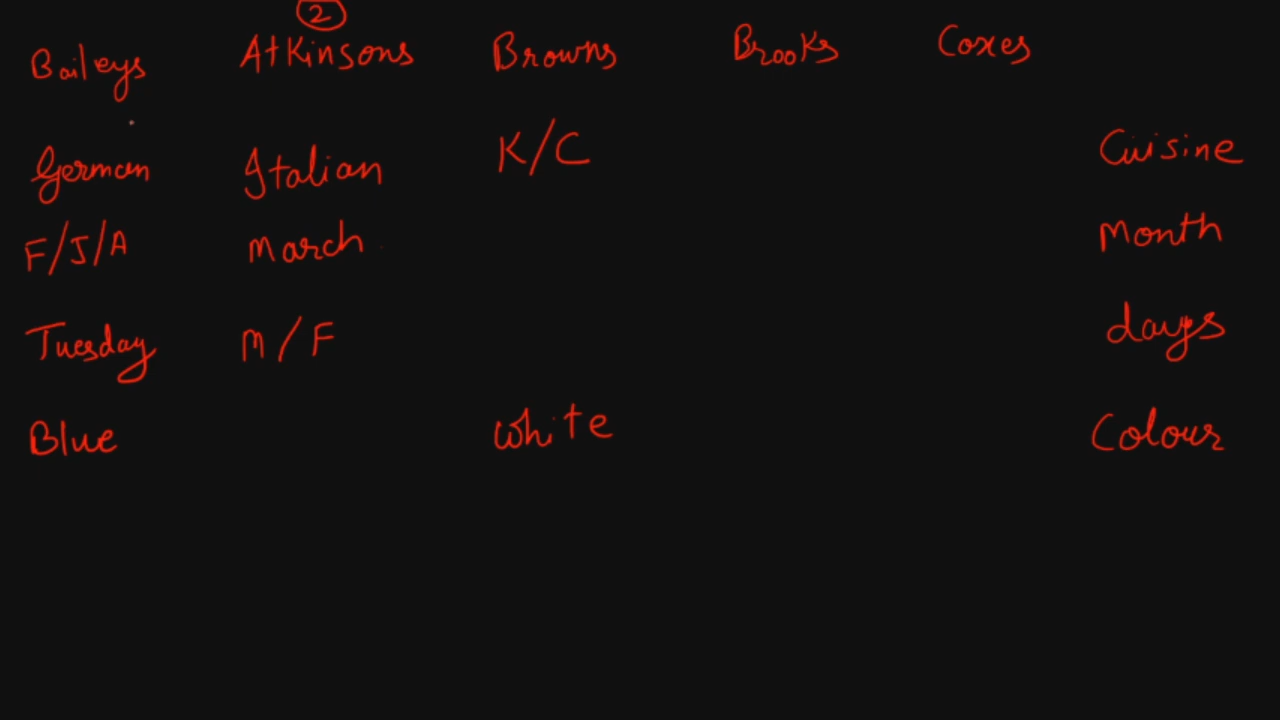 2
Baileys Atkinsons Browns Brooks Coxes
German Italian K/C Cuisine
F/J/A March Month
Tuesday M/F days
Blue White Colour